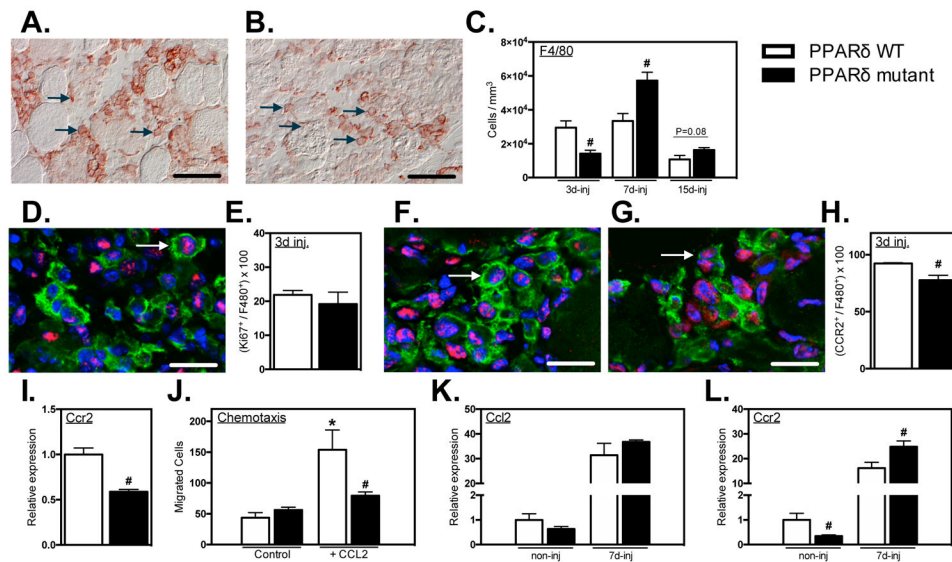 A.
B.
C.
F4/80
Cells / mm³
8×10⁴
6×10⁴
4×10⁴
2×10⁴
0
#
#
P=0.08
3d-inj
7d-inj
15d-inj
PPARδ WT
PPARδ mutant
D.
E.
3d inj.
(Ki67⁺ / F480⁺) x 100
40
30
20
10
0
F.
G.
H.
3d inj.
(CCR2⁺ / F480⁺) x 100
100
50
0
#
I.
Ccr2
Relative expression
1.5
1.0
0.5
0.0
#
J.
Chemotaxis
Migrated Cells
200
150
100
50
0
*
#
Control
+ CCL2
K.
Ccl2
Relative expression
40
30
20
10
2
1
0
non-inj
7d-inj
L.
Ccr2
Relative expression
40
30
20
10
2
1
0
#
#
non-inj
7d-inj